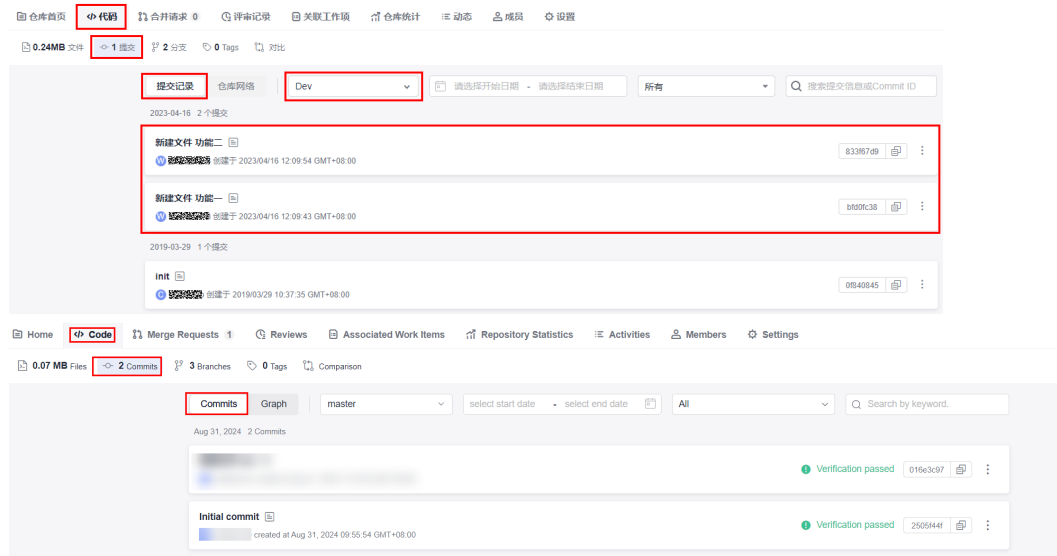 仓库首页 代码 合并请求 0 评审记录 关联工作项 仓库统计 动态 成员 设置
0.24MB 文件 1 提交 2 分支 0 Tags 对比
提交记录 仓库网络 Dev 请选择开始日期 - 请选择结束日期 所有 搜索提交信息或Commit ID
2023-04-16 2 个提交
新建文件 功能二
W 创建于 2023/04/16 12:09:54 GMT+08:00 833f67d9
新建文件 功能一
W 创建于 2023/04/16 12:09:43 GMT+08:00 bfd0fc38
2019-03-29 1 个提交
init
C 创建于 2019/03/29 10:37:35 GMT+08:00 0f840845
Home Code Merge Requests 1 Reviews Associated Work Items Repository Statistics Activities Members Settings
0.07 MB Files 2 Commits 3 Branches 0 Tags Comparison
Commits Graph master select start date - select end date All Search by keyword.
Aug 31, 2024 2 Commits
Verification passed 016e3c97
Initial commit
created at Aug 31, 2024 09:55:54 GMT+08:00 Verification passed 2505f44f